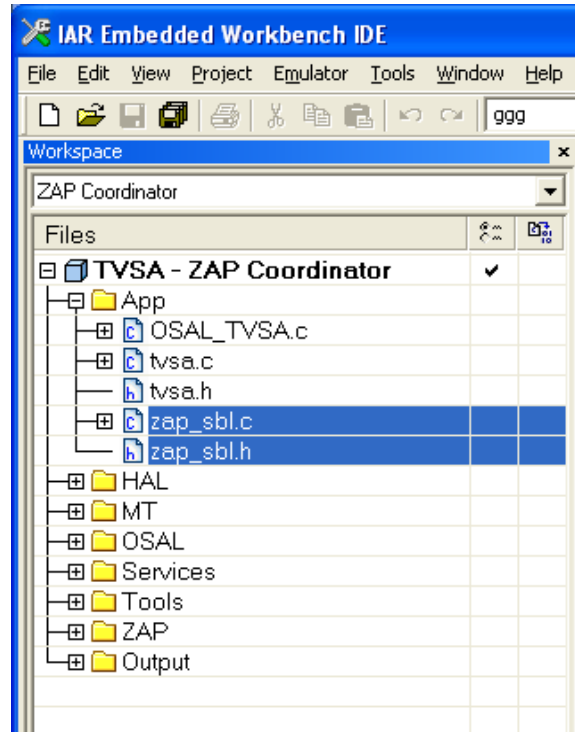 IAR Embedded Workbench IDE
File Edit View Project Emulator Tools Window Help
ggg
Workspace
ZAP Coordinator
Files
TVSA - ZAP Coordinator
App
OSAL_TVSA.c
tvsa.c
tvsa.h
zap_sbl.c
zap_sbl.h
HAL
MT
OSAL
Services
Tools
ZAP
Output